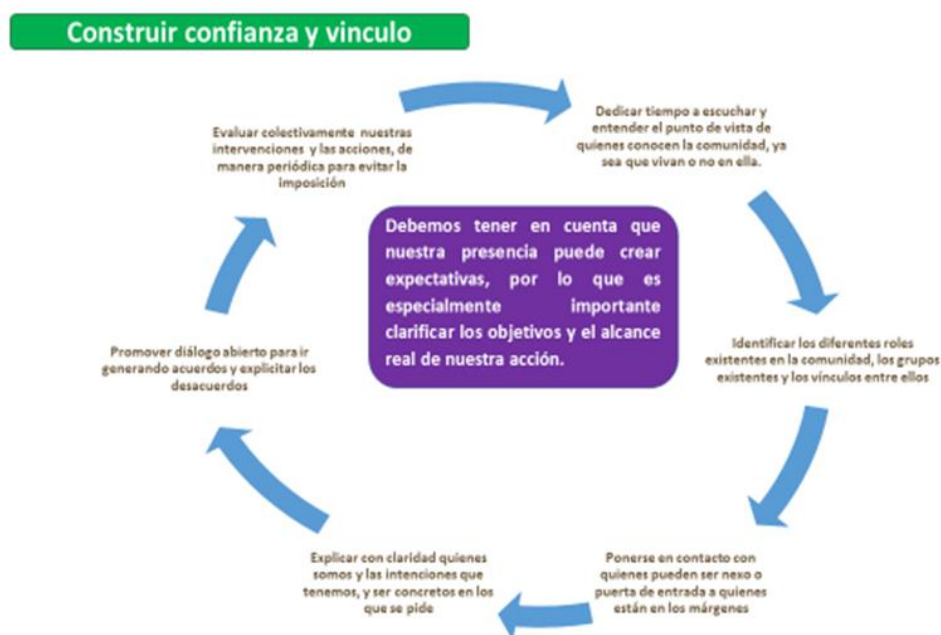 Construir confianza y vinculo
Dedicar tiempo a escuchar y
entender el punto de vista de
quienes conocen la comunidad, ya
sea que vivan o no en ella.
Identificar los diferentes roles
existentes en la comunidad, los grupos
existentes y los vínculos entre ellos
Ponerse en contacto con
quienes pueden ser nexo o
puerta de entrada a quienes
están en los márgenes
Explicar con claridad quienes
somos y las intenciones que
tenemos, y ser concretos en los
que se pide
Promover diálogo abierto para ir
generando acuerdos y explicitar los
desacuerdos
Evaluar colectivamente nuestras
intervenciones y las acciones, de
manera periódica para evitar la
imposición
Debemos tener en cuenta que
nuestra presencia puede crear
expectativas, por lo que es
especialmente importante
clarificar los objetivos y el alcance
real de nuestra acción.